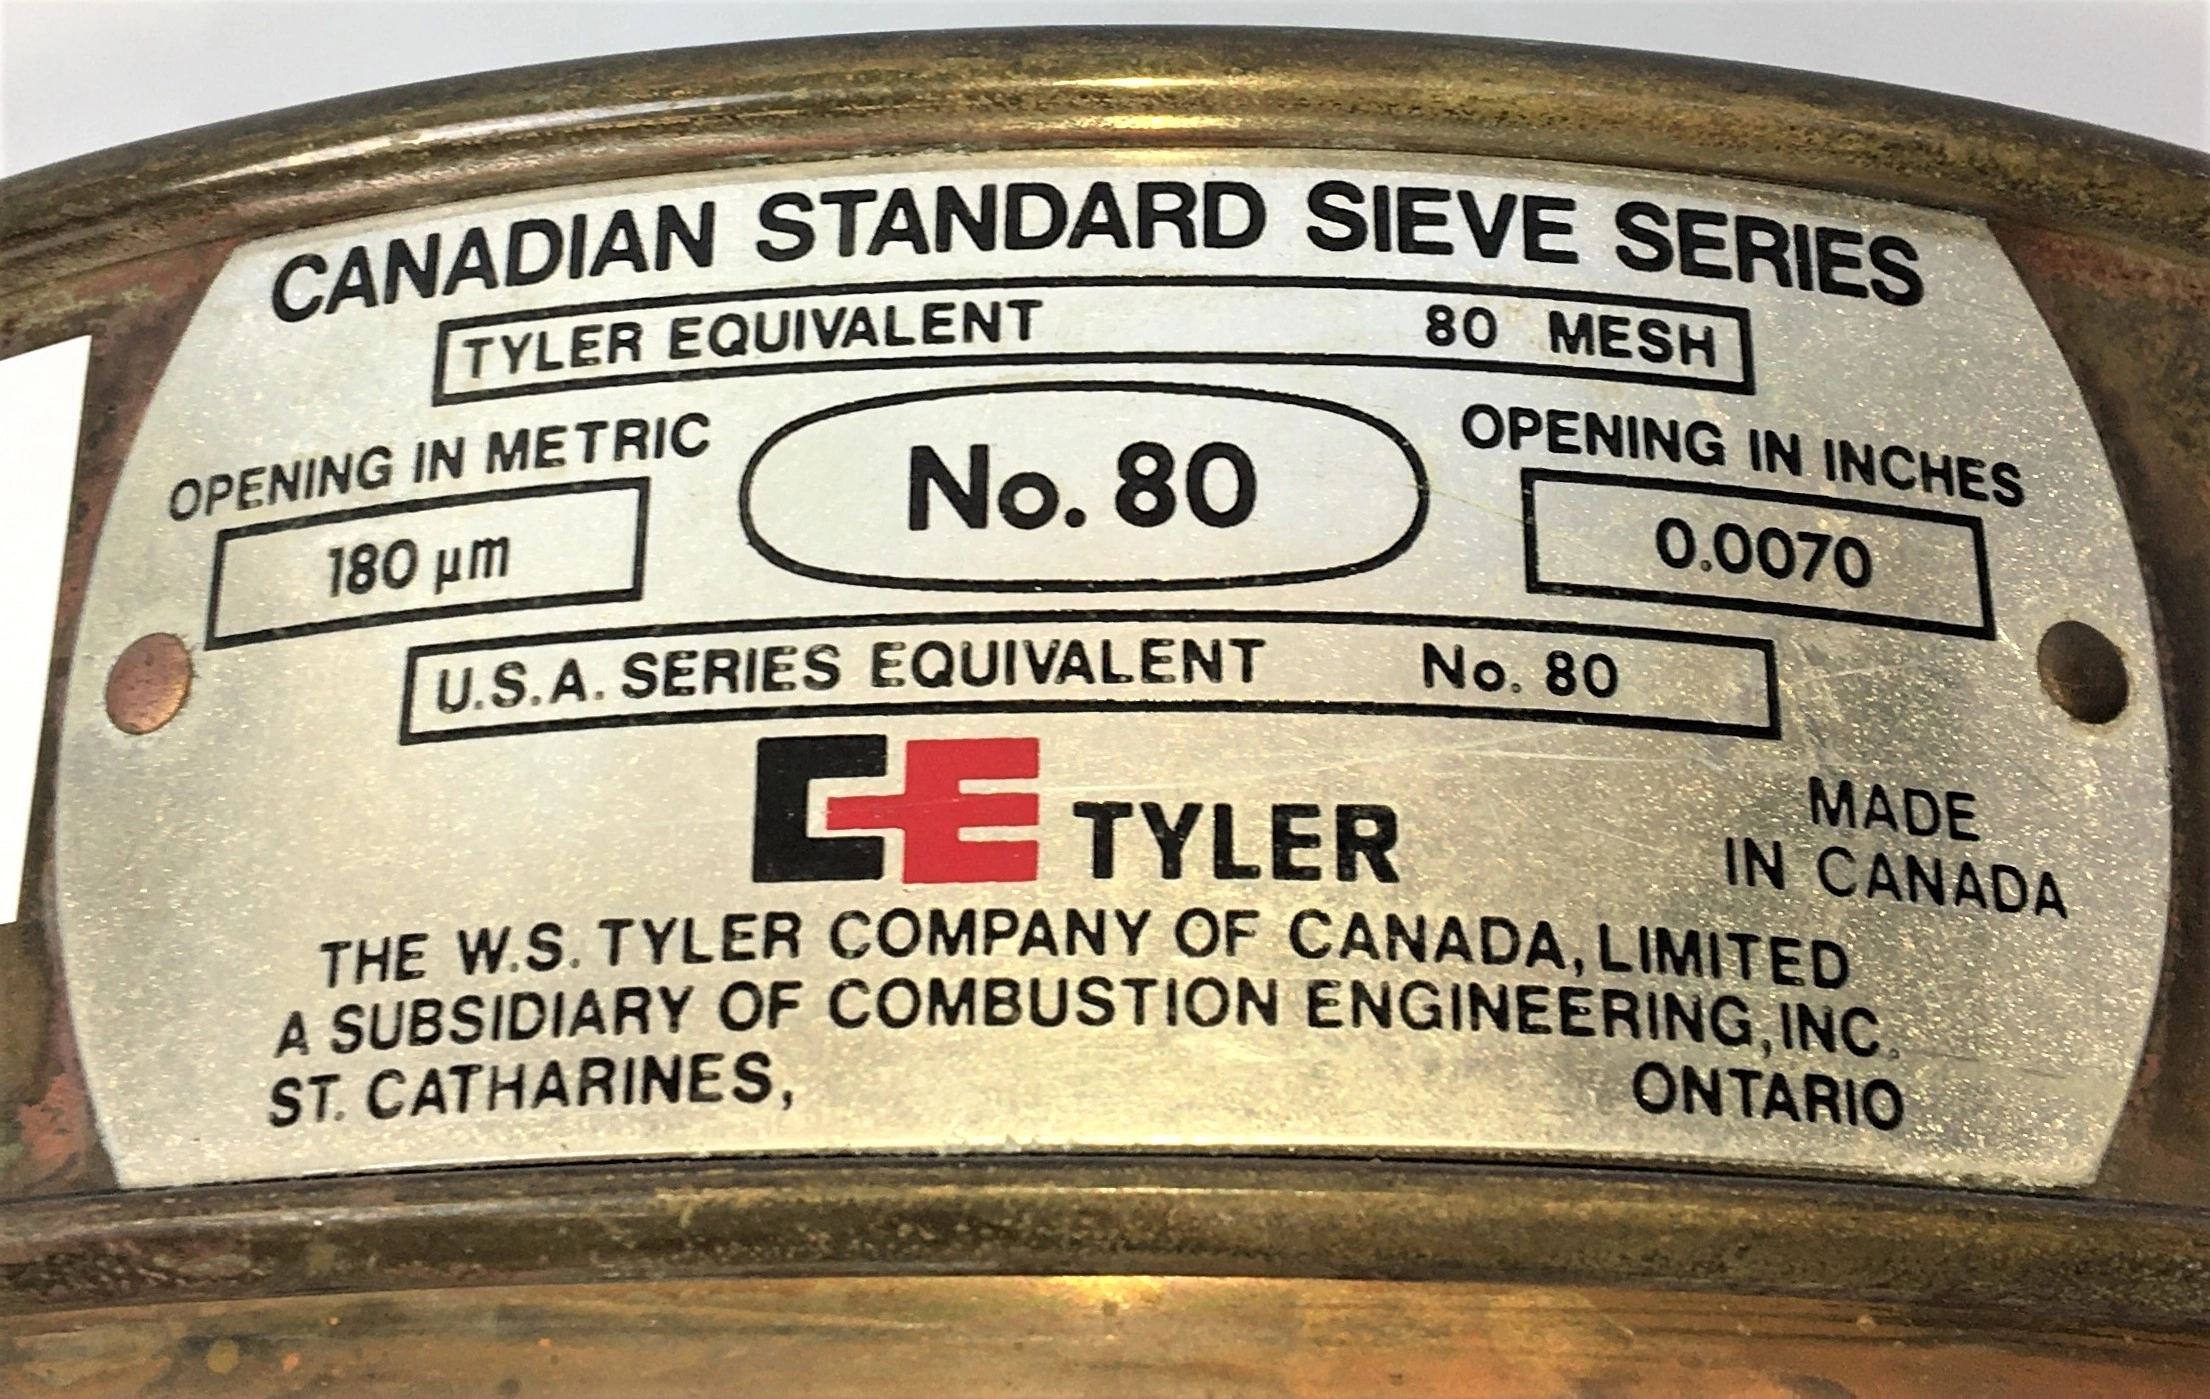 CANADIAN STANDARD SIEVE SERIES
TYLER EQUIVALENT 80 MESH
OPENING IN METRIC
180 µm
No. 80
OPENING IN INCHES
0.0070
U.S.A. SERIES EQUIVALENT No. 80
CE TYLER
MADE
IN CANADA
THE W.S. TYLER COMPANY OF CANADA, LIMITED
A SUBSIDIARY OF COMBUSTION ENGINEERING, INC.
ST. CATHARINES, ONTARIO